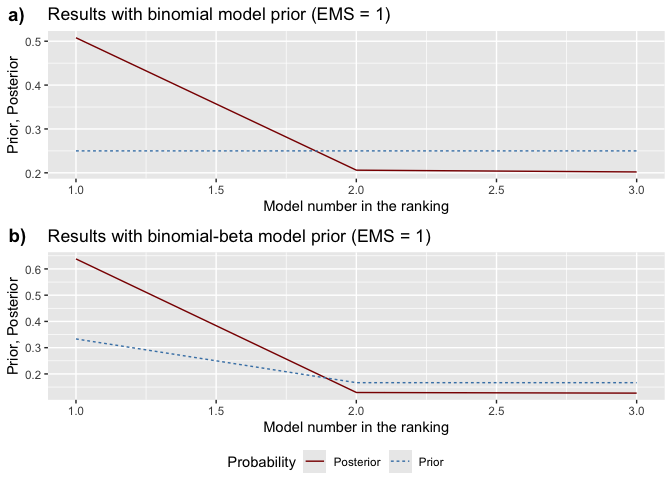 a) Results with binomial model prior (EMS = 1)
Prior, Posterior
0.5
0.4
0.3
0.2
1.0 1.5 2.0 2.5 3.0
Model number in the ranking
b) Results with binomial-beta model prior (EMS = 1)
Prior, Posterior
0.6
0.5
0.4
0.3
0.2
1.0 1.5 2.0 2.5 3.0
Model number in the ranking
Probability Posterior Prior